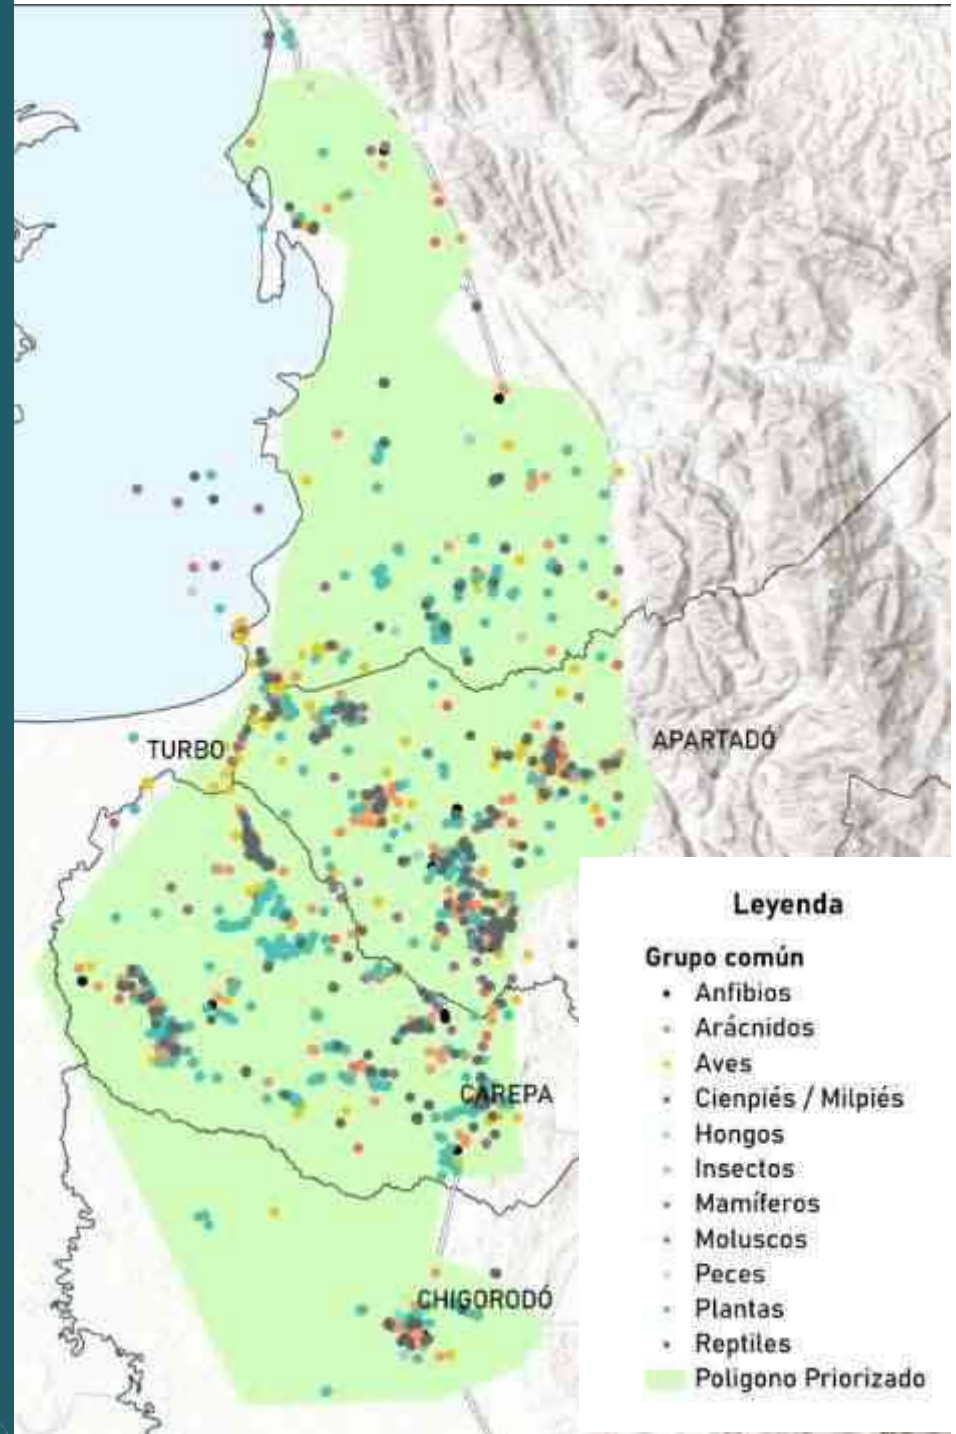 TURBO
APARTADÓ
CAREPA
CHIGORODÓ
Leyenda
Grupo común
Anfibios
Arácnidos
Aves
Cienpiés / Milpiés
Hongos
Insectos
Mamíferos
Moluscos
Peces
Plantas
Reptiles
Poligono Priorizado